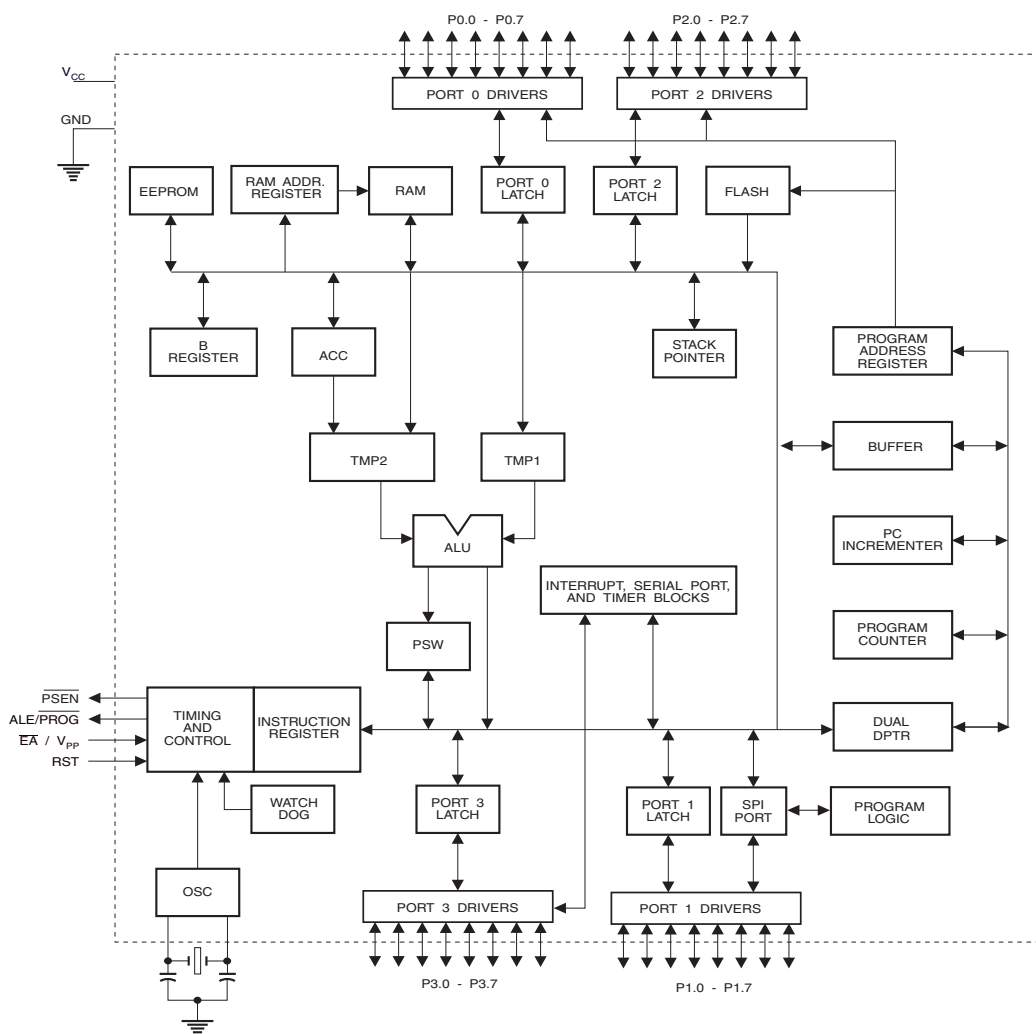 P0.0 - P0.7
P2.0 - P2.7
VCC
PORT 0 DRIVERS
PORT 2 DRIVERS
GND
EEPROM
RAM ADDR.
REGISTER
RAM
PORT 0
LATCH
PORT 2
LATCH
FLASH
B
REGISTER
ACC
STACK
POINTER
PROGRAM
ADDRESS
REGISTER
TMP2
TMP1
BUFFER
ALU
PC
INCREMENTER
INTERRUPT, SERIAL PORT,
AND TIMER BLOCKS
PSW
PROGRAM
COUNTER
PSEN
ALE/PROG
EA / VPP
RST
TIMING
AND
CONTROL
INSTRUCTION
REGISTER
DUAL
DPTR
WATCH
DOG
PORT 3
LATCH
PORT 1
LATCH
SPI
PORT
PROGRAM
LOGIC
OSC
PORT 3 DRIVERS
PORT 1 DRIVERS
P3.0 - P3.7
P1.0 - P1.7